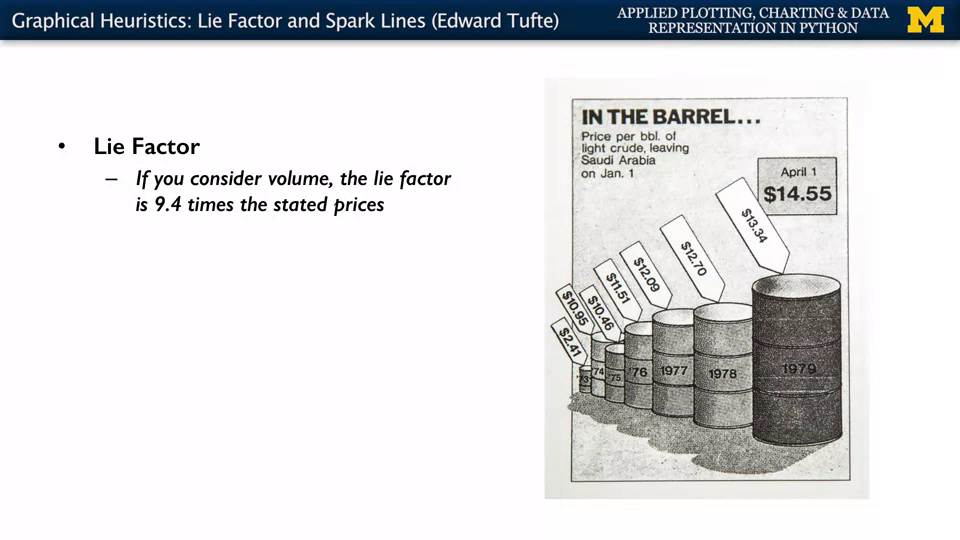 Graphical Heuristics: Lie Factor and Spark Lines (Edward Tufte)
APPLIED PLOTTING, CHARTING & DATA
REPRESENTATION IN PYTHON
M
• Lie Factor
– If you consider volume, the lie factor
is 9.4 times the stated prices
IN THE BARREL...
Price per bbl. of
light crude, leaving
Saudi Arabia
on Jan. 1
April 1
$14.55
$13.34
$12.70
$12.09
$11.51
$10.46
$10.95
$2.41
'73
'74
'75
'76
1977
1978
1979